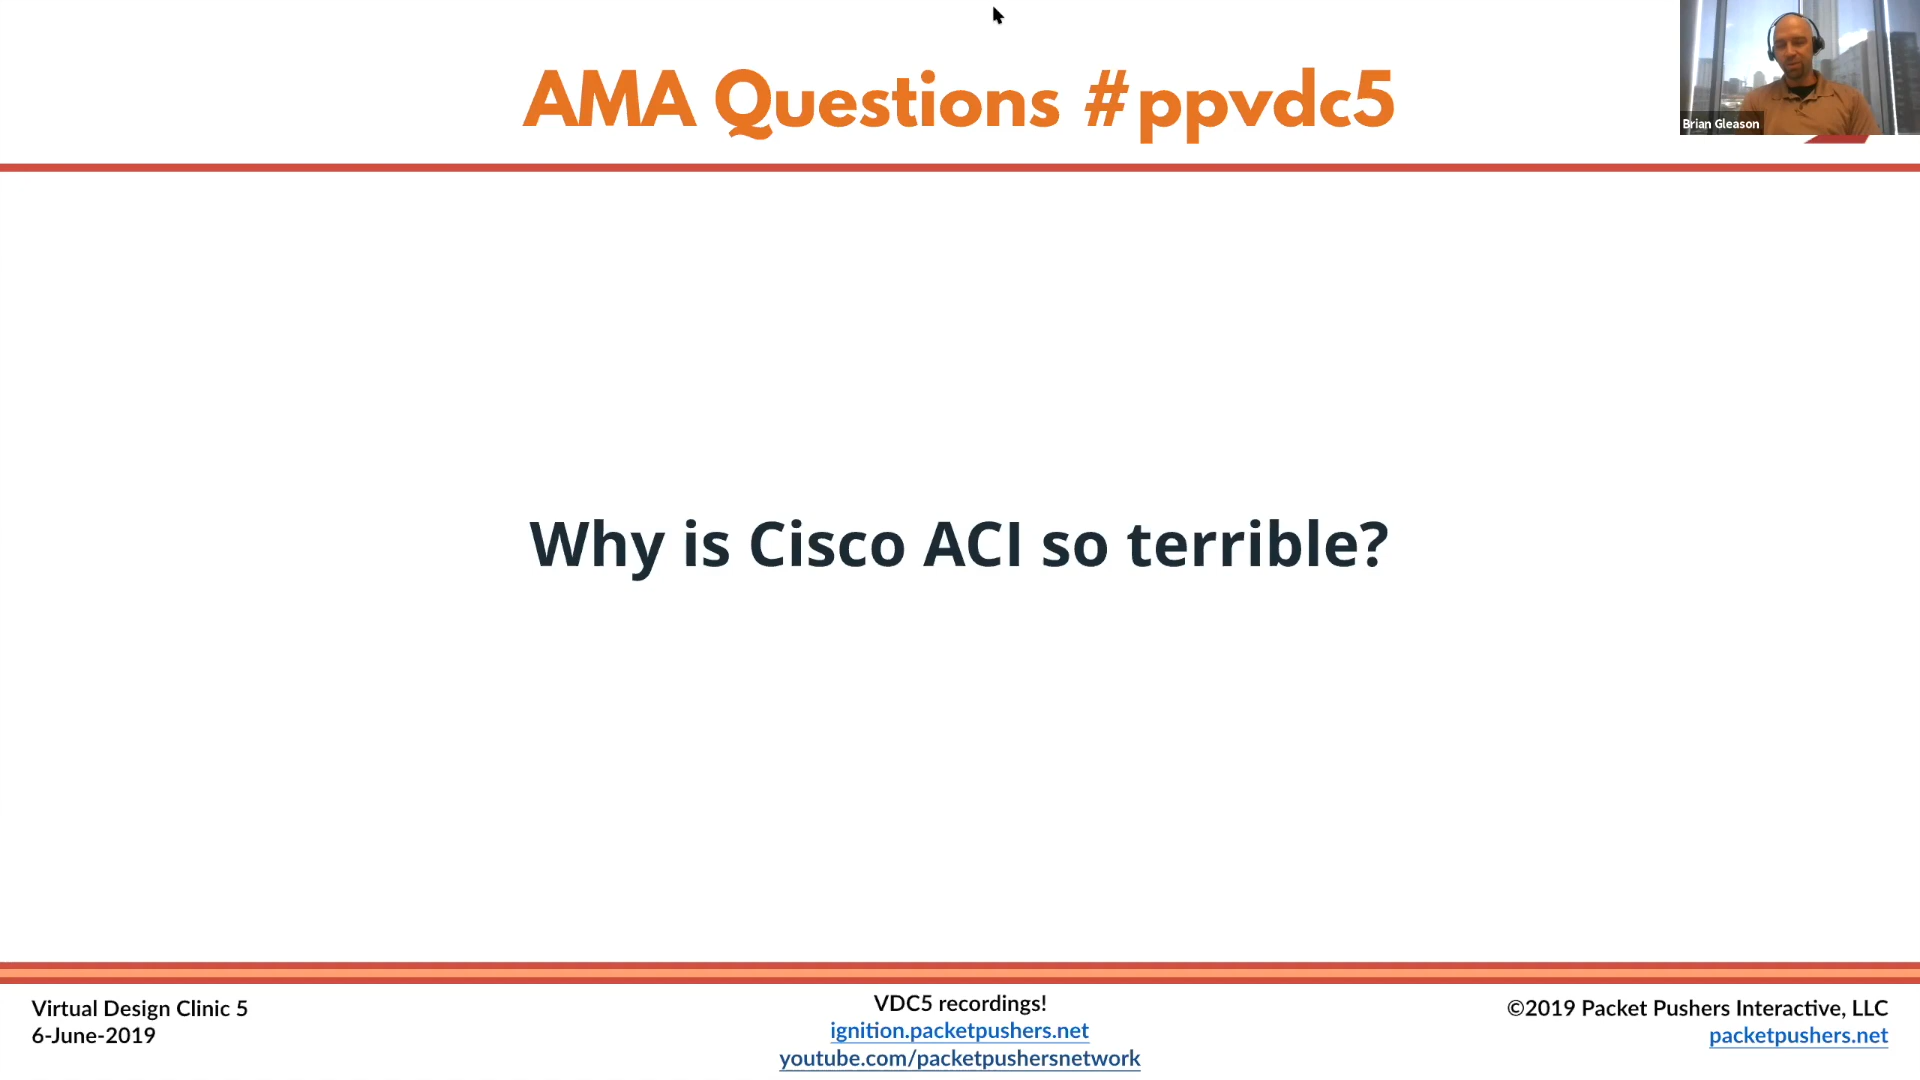 AMA Questions #ppvdc5
Brian Gleason
Why is Cisco ACI so terrible?
Virtual Design Clinic 5
6-June-2019
VDC5 recordings!
ignition.packetpushers.net
youtube.com/packetpushersnetwork
©2019 Packet Pushers Interactive, LLC
packetpushers.net